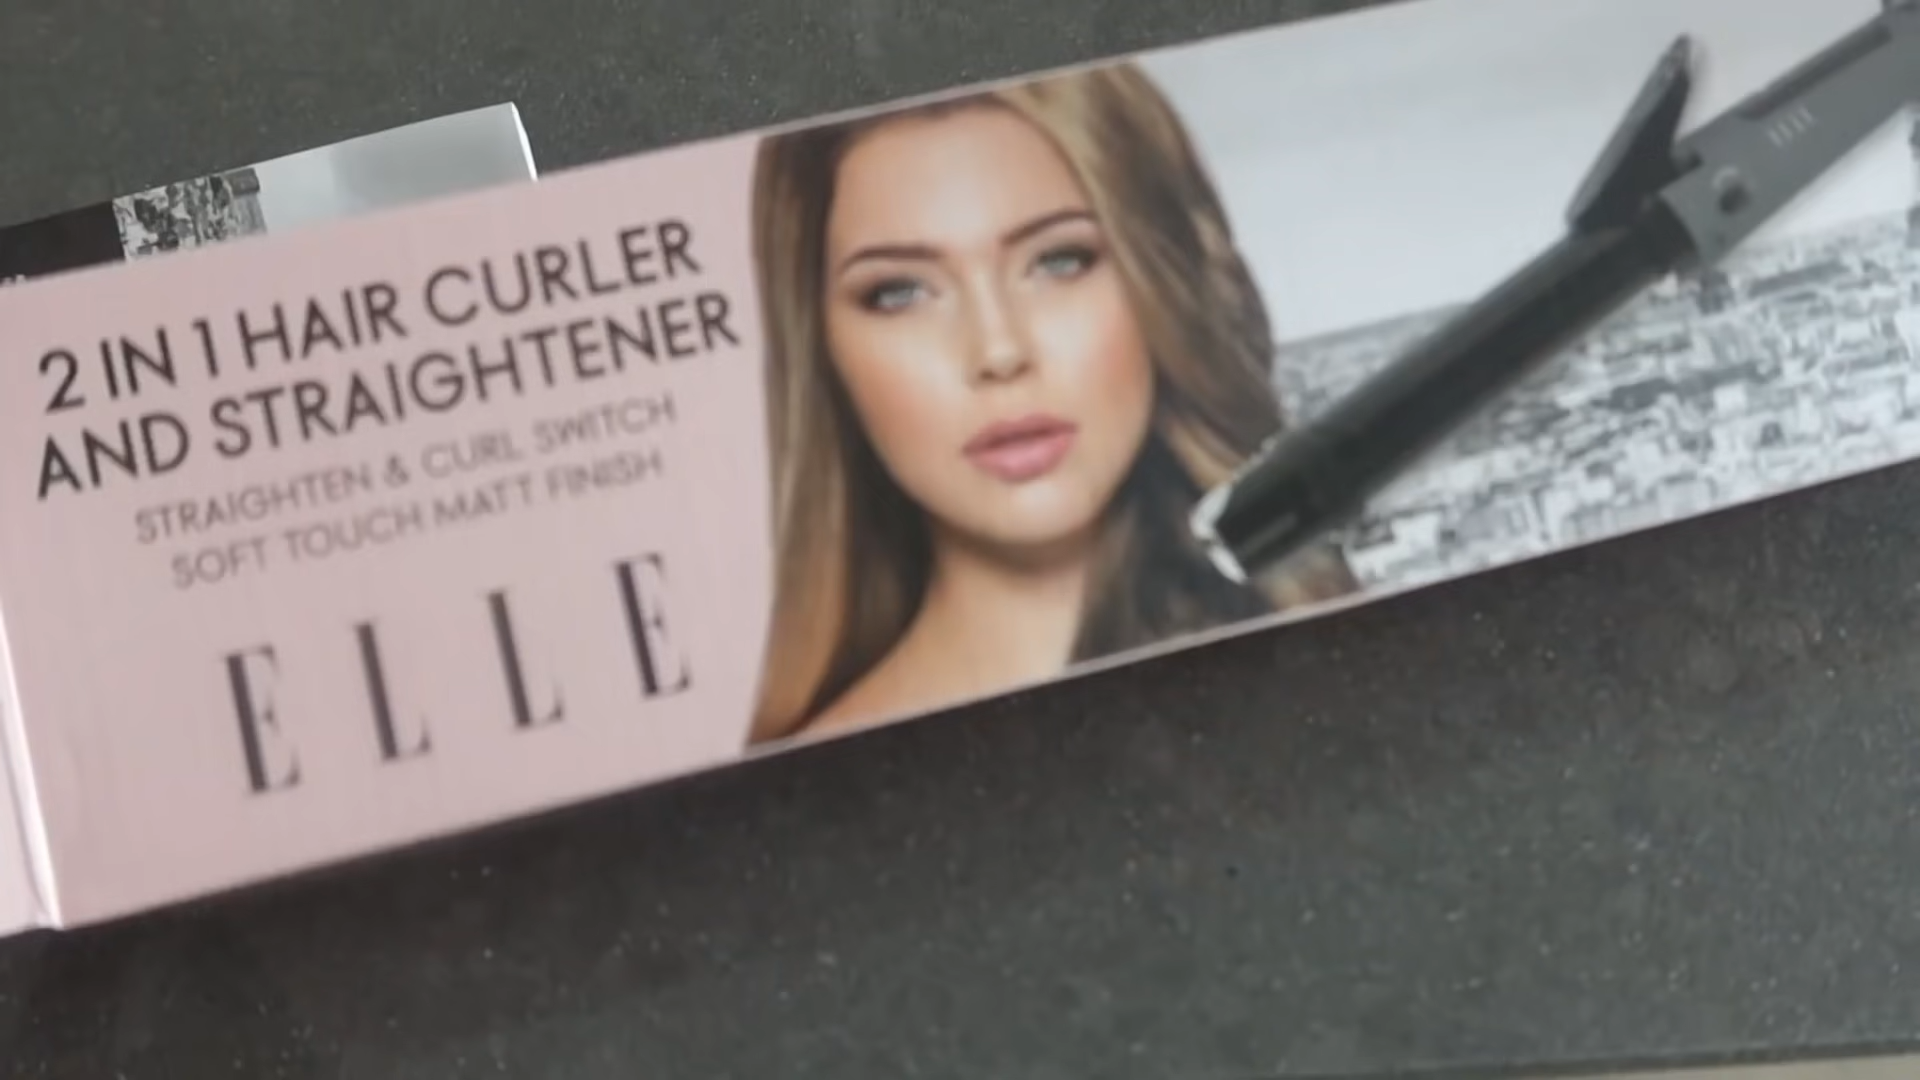 2 IN 1 HAIR CURLER
AND STRAIGHTENER
STRAIGHTEN & CURL SWITCH
SOFT TOUCH MATT FINISH
ELLE